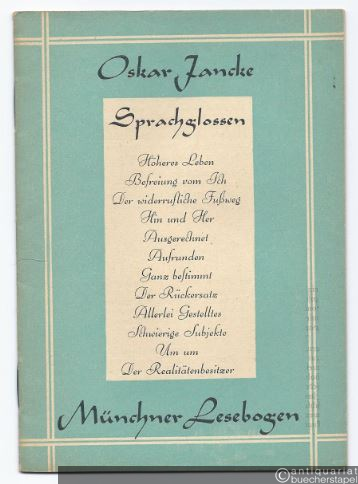 Oskar Jancke
Sprachglossen
Höheres Leben
Befreiung vom Ich
Der widerrufliche Fußweg
Hin und Her
Ausgerechnet
Aufrunden
Ganz bestimmt
Der Rückersatz
Allerlei Gestelltes
Schwierige Subjekte
Um um
Der Realitätenbesitzer
Münchner Lesebogen
antiquariat
buecherstapel